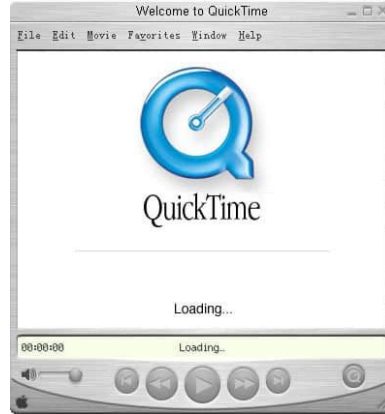 Welcome to QuickTime
File Edit Movie Favorites Window Help
QuickTime
Loading...
00:00:00 Loading...